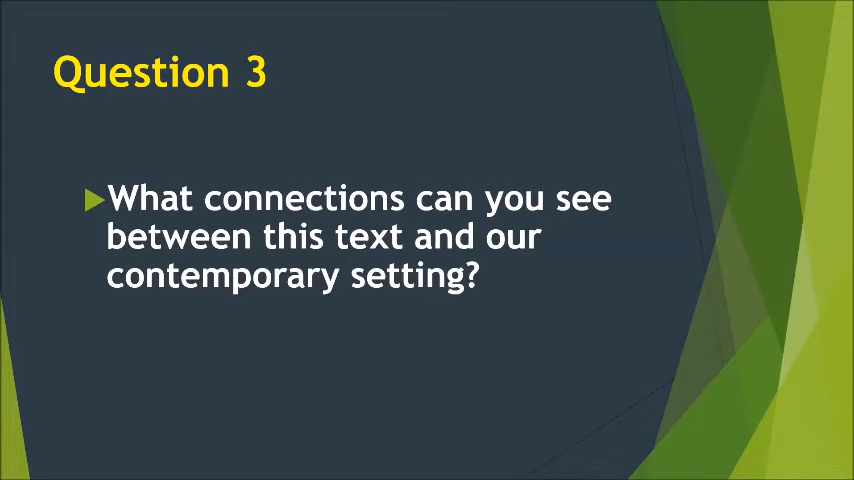 Question 3
What connections can you see
between this text and our
contemporary setting?